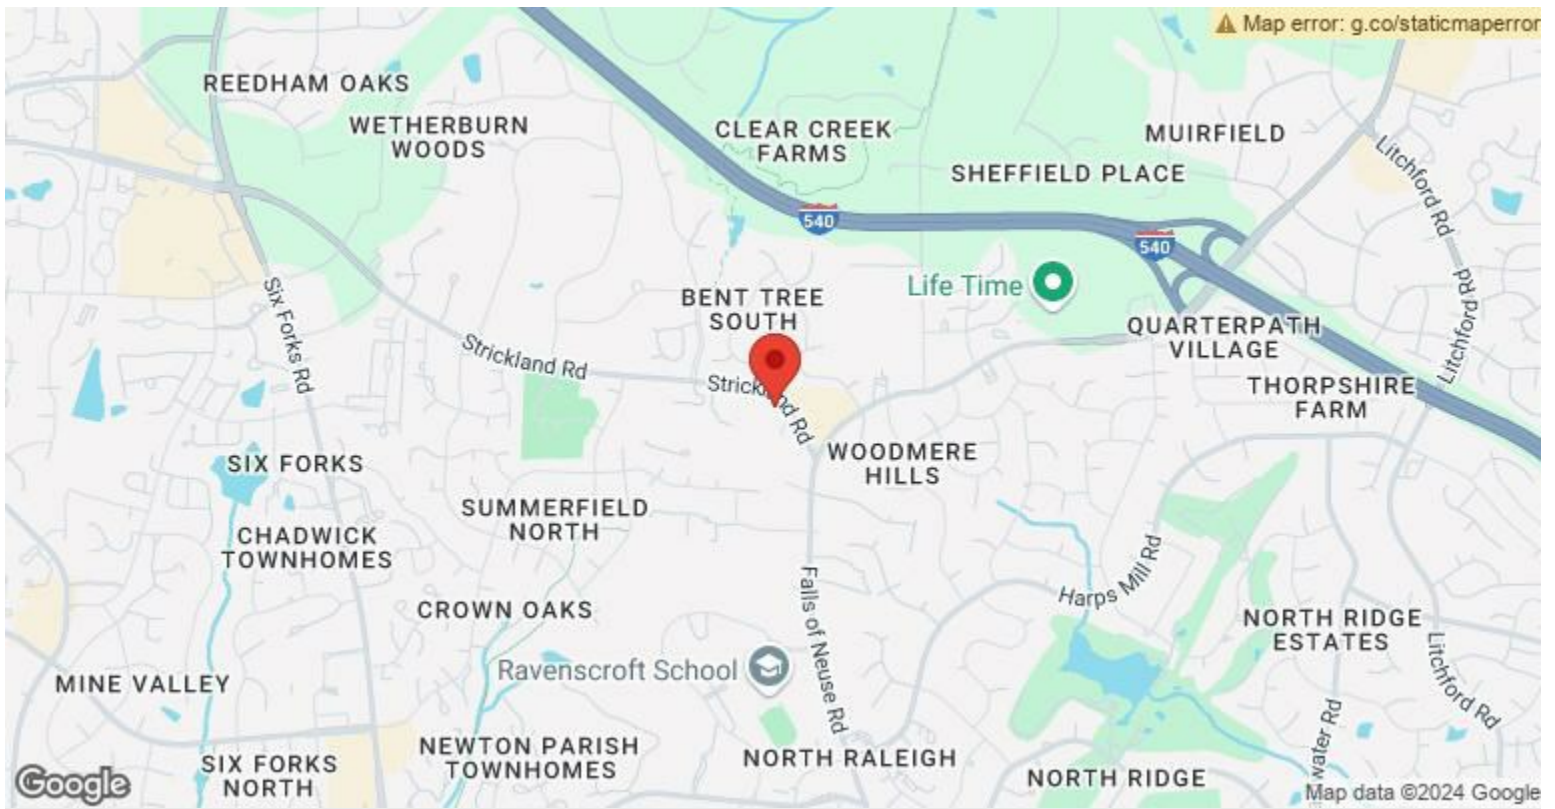 Map error: g.co/staticmaperror
REEDHAM OAKS
WETHERBURN
WOODS
CLEAR CREEK
FARMS
MUIRFIELD
SHEFFIELD PLACE
Litchford Rd
540
540
Life Time
Litchford Rd
Six Forks Rd
BENT TREE
SOUTH
QUARTERPATH
VILLAGE
Strickland Rd
Strickland Rd
THORPSHIRE
FARM
WOODMERE
HILLS
SIX FORKS
SUMMERFIELD
NORTH
CHADWICK
TOWNHOMES
Harps Mill Rd
Falls of Neuse Rd
CROWN OAKS
NORTH RIDGE
ESTATES
Ravenscroft School
MINE VALLEY
Litchford Rd
water Rd
NEWTON PARISH
TOWNHOMES
NORTH RALEIGH
SIX FORKS
NORTH
NORTH RIDGE
Google
Map data ©2024 Google